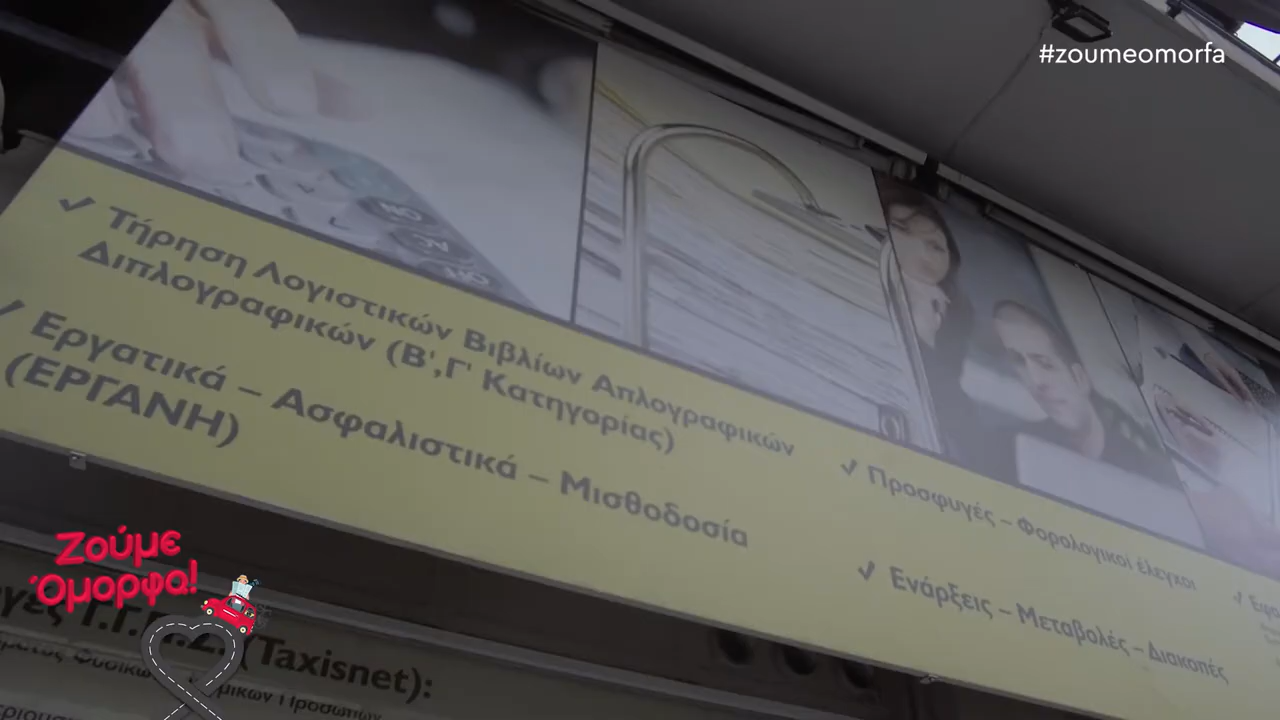 #zoumeomorfa
✓ Τήρηση Λογιστικών Βιβλίων Απλογραφικών
Διπλογραφικών (Β',Γ' Κατηγορίας)
✓ Εργατικά – Ασφαλιστικά – Μισθοδοσία
(ΕΡΓΑΝΗ)
✓ Προσφυγές – Φορολογικοί έλεγχοι
✓ Ενάρξεις – Μεταβολές – Διακοπές
Ζούμε
Όμορφα!
(Taxisnet):
Προσώπων